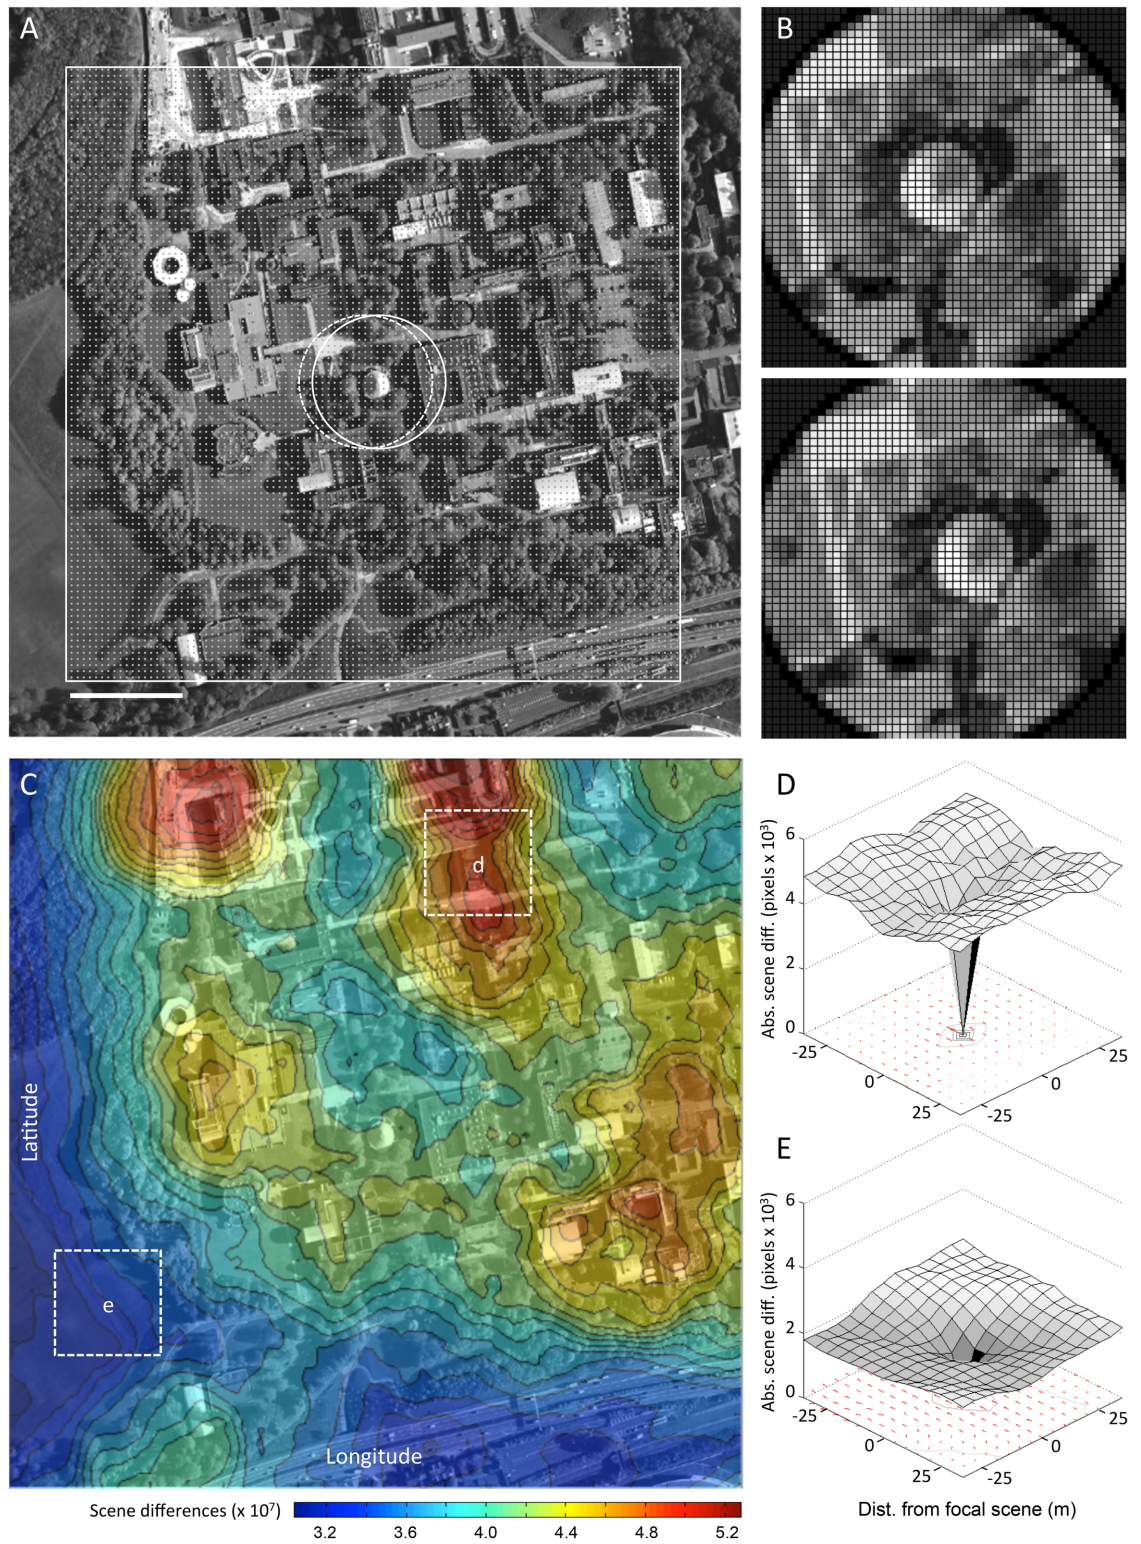 A
B
C
d
e
Latitude
Longitude
Scene differences (x 10⁷)
3.2 3.6 4.0 4.4 4.8 5.2
D
Abs. scene diff. (pixels x 10³)
6
4
2
0
-25
0
25
-25
0
25
E
Abs. scene diff. (pixels x 10³)
6
4
2
0
-25
0
25
-25
0
25
Dist. from focal scene (m)